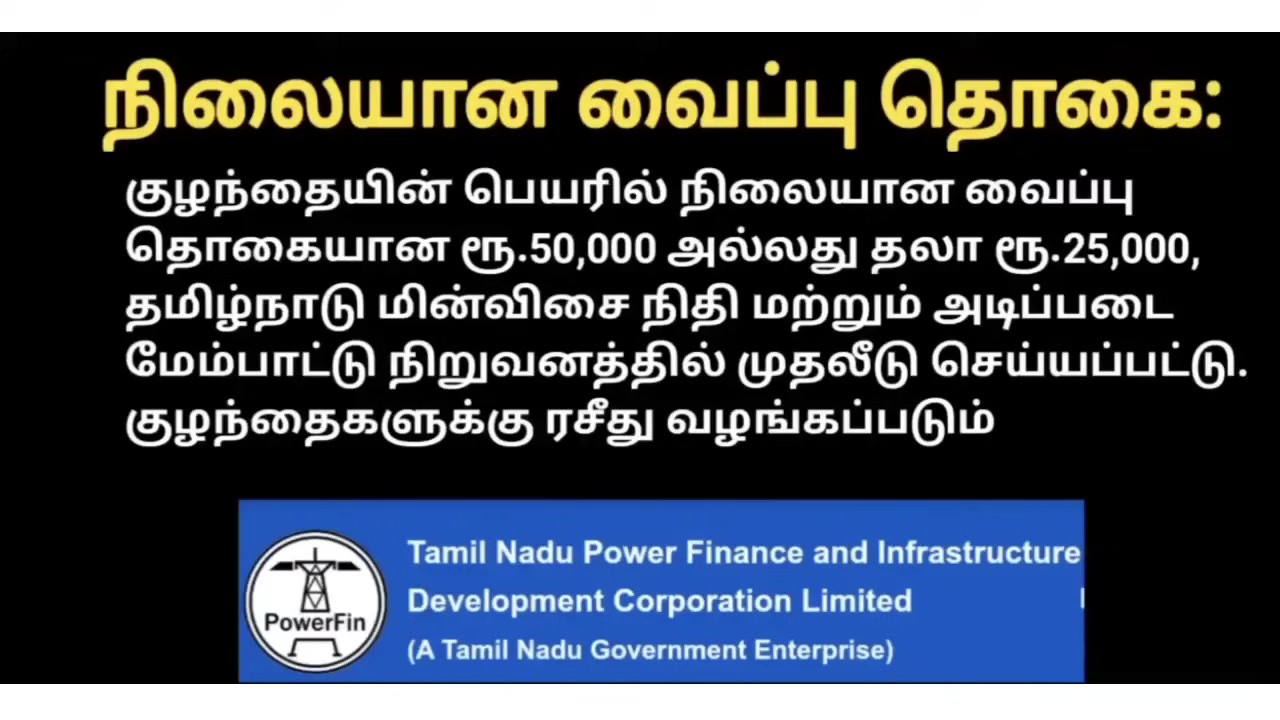 நிலையான வைப்பு தொகை:
குழந்தையின் பெயரில் நிலையான வைப்பு
தொகையான ரூ.50,000 அல்லது தலா ரூ.25,000,
தமிழ்நாடு மின்விசை நிதி மற்றும் அடிப்படை
மேம்பாட்டு நிறுவனத்தில் முதலீடு செய்யப்பட்டு.
குழந்தைகளுக்கு ரசீது வழங்கப்படும்
Tamil Nadu Power Finance and Infrastructure
Development Corporation Limited
(A Tamil Nadu Government Enterprise)
PowerFin